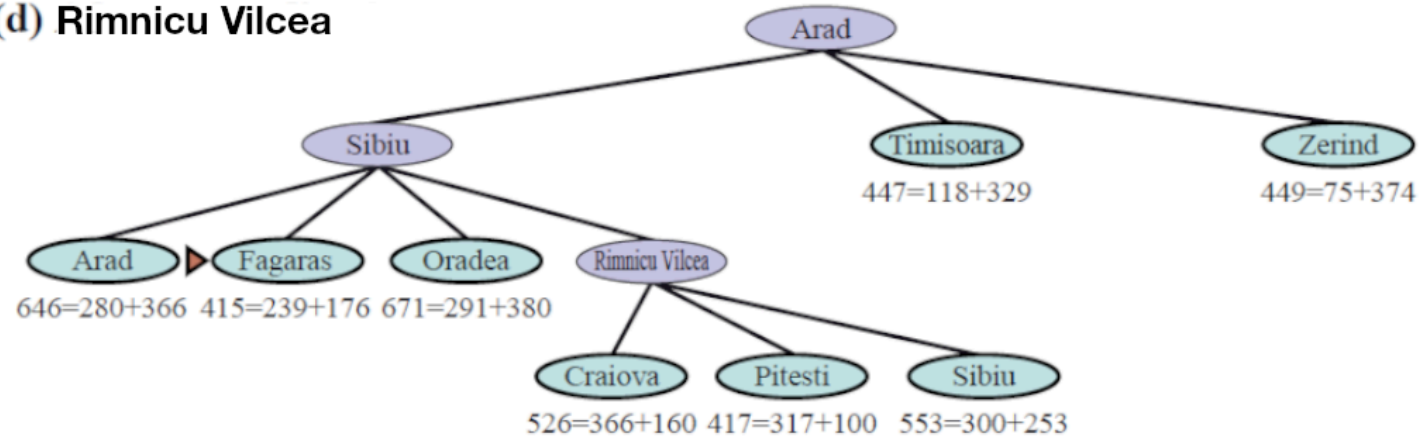 (d) Rimnicu Vilcea
Arad
Sibiu
Timisoara
Zerind
447=118+329
449=75+374
Arad
Fagaras
Oradea
Rimnicu Vilcea
646=280+366
415=239+176
671=291+380
Craiova
Pitesti
Sibiu
526=366+160
417=317+100
553=300+253